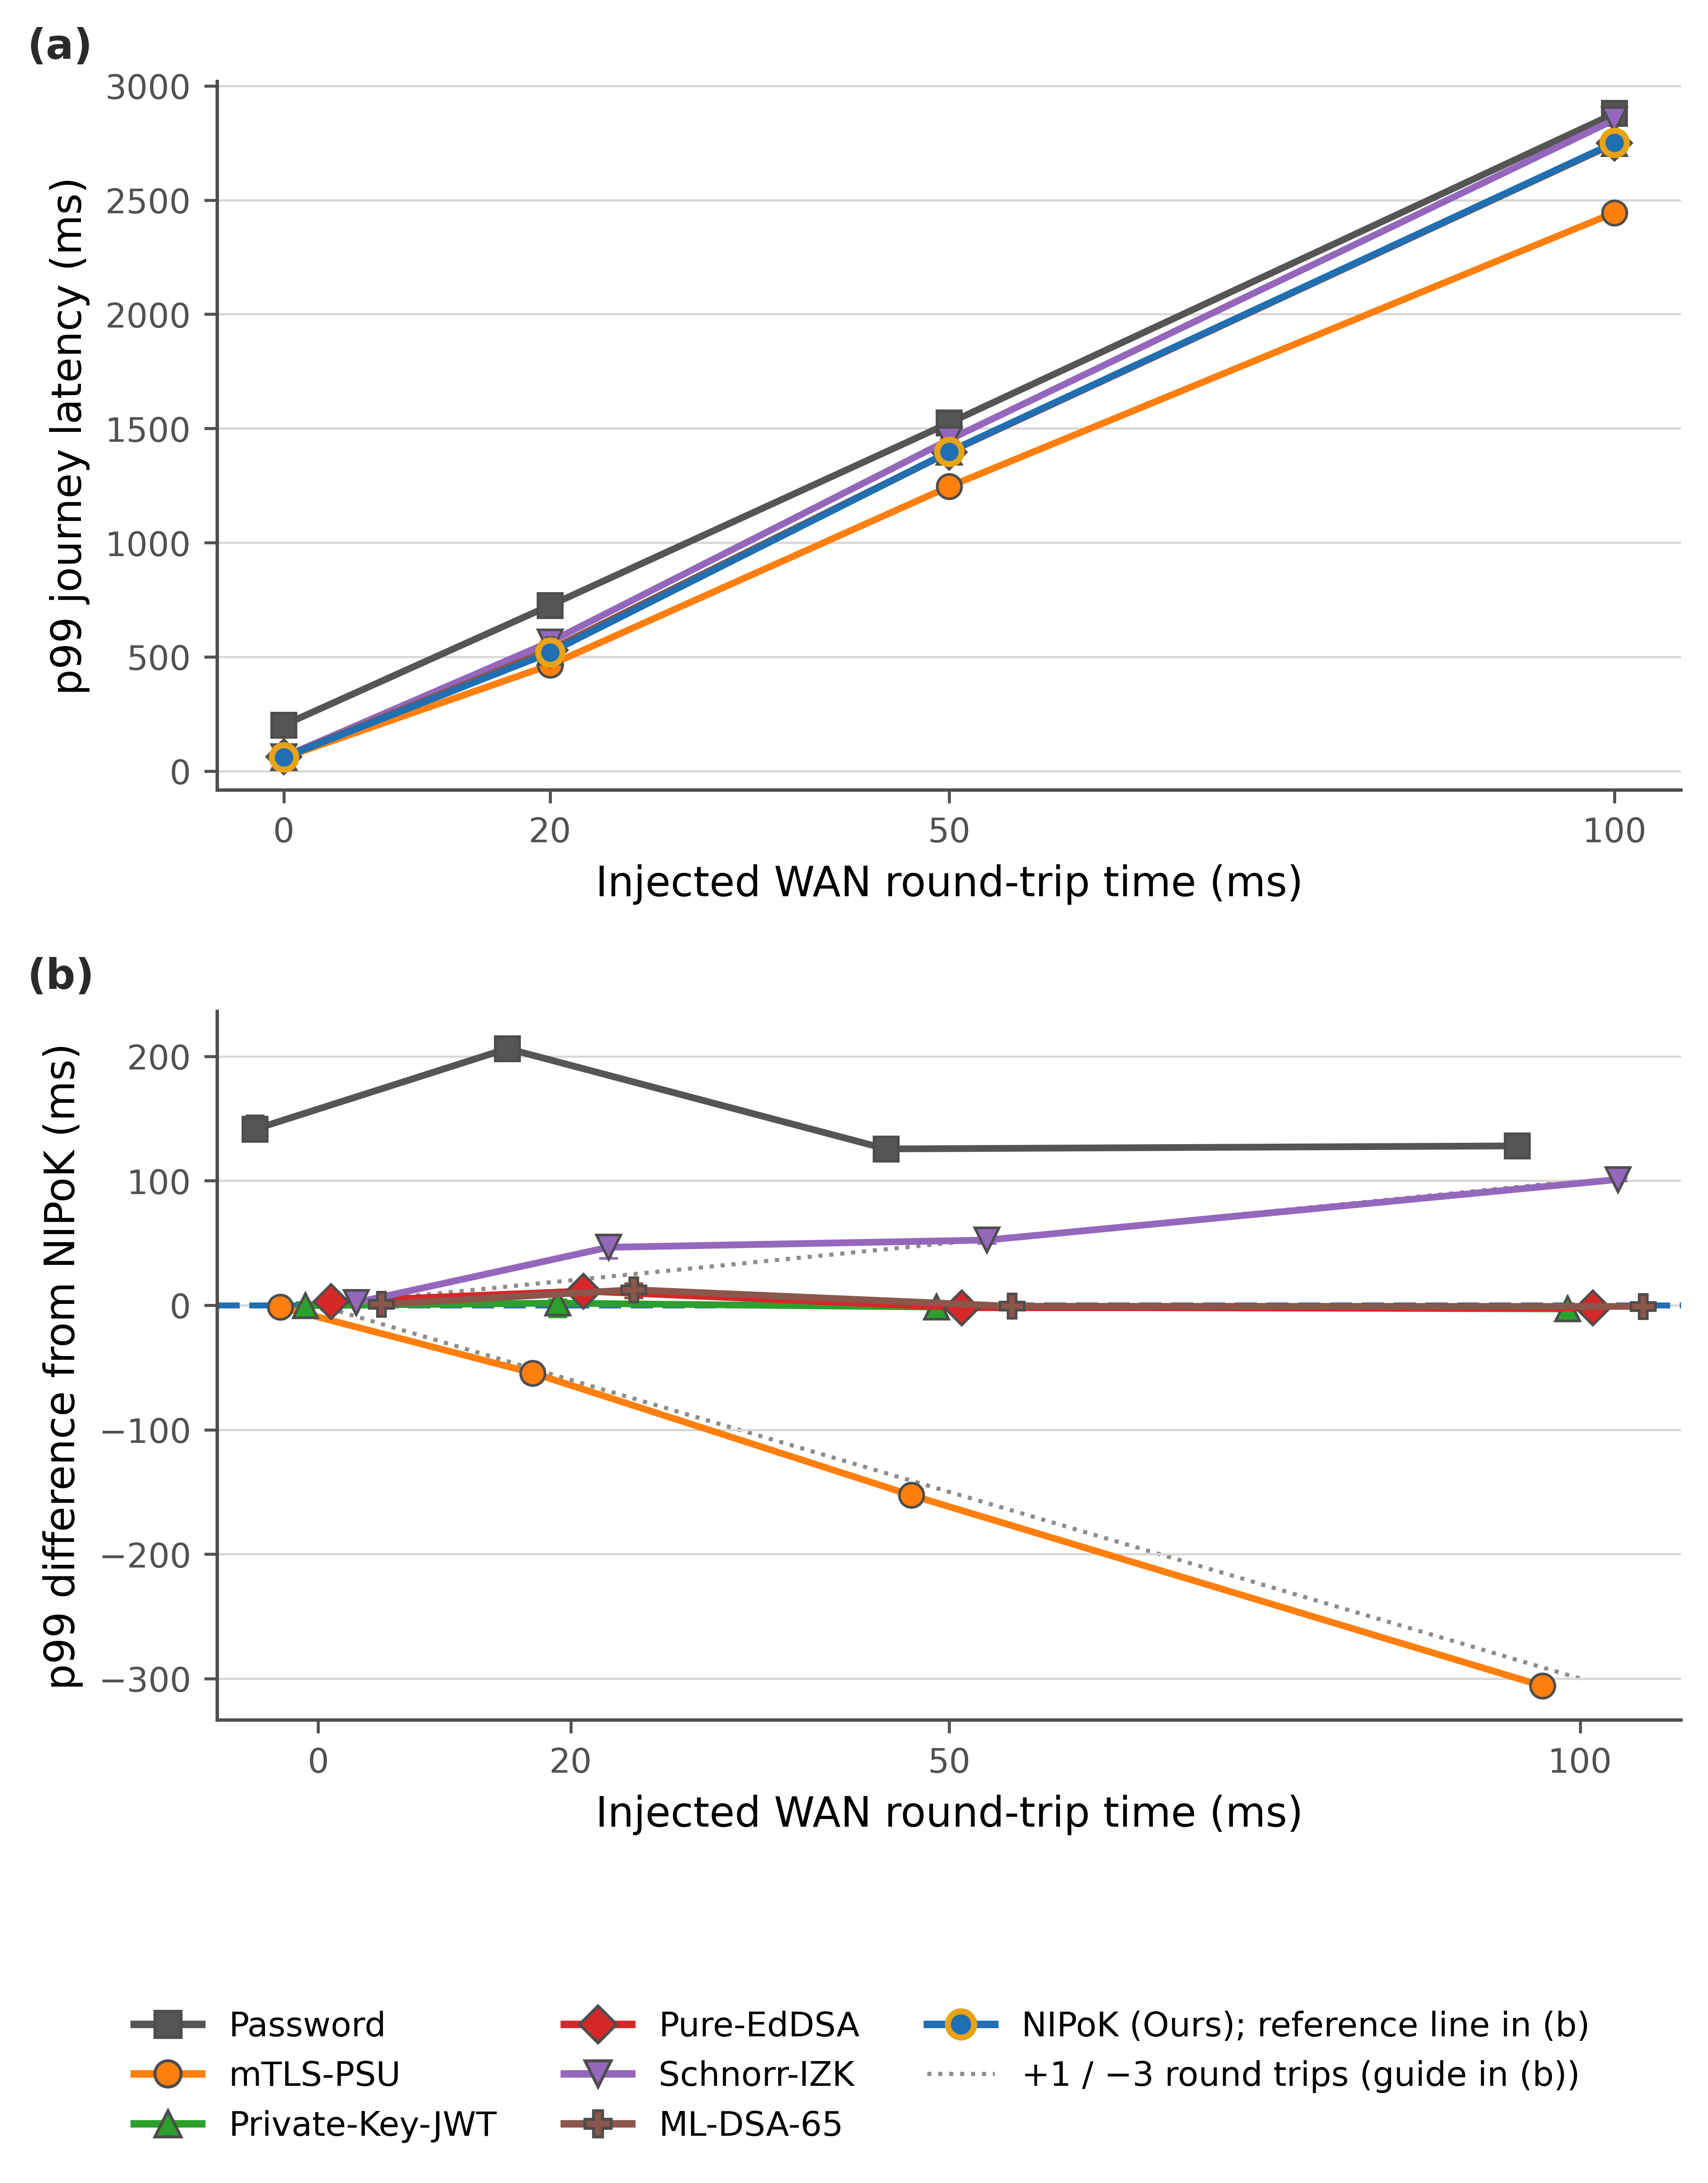 (a)
3000
2500
2000
1500
1000
500
0
p99 journey latency (ms)
0 20 50 100
Injected WAN round-trip time (ms)
(b)
200
100
0
−100
−200
−300
p99 difference from NIPoK (ms)
0 20 50 100
Injected WAN round-trip time (ms)
Password
mTLS-PSU
Private-Key-JWT
Pure-EdDSA
Schnorr-IZK
ML-DSA-65
NIPoK (Ours); reference line in (b)
+1 / −3 round trips (guide in (b))